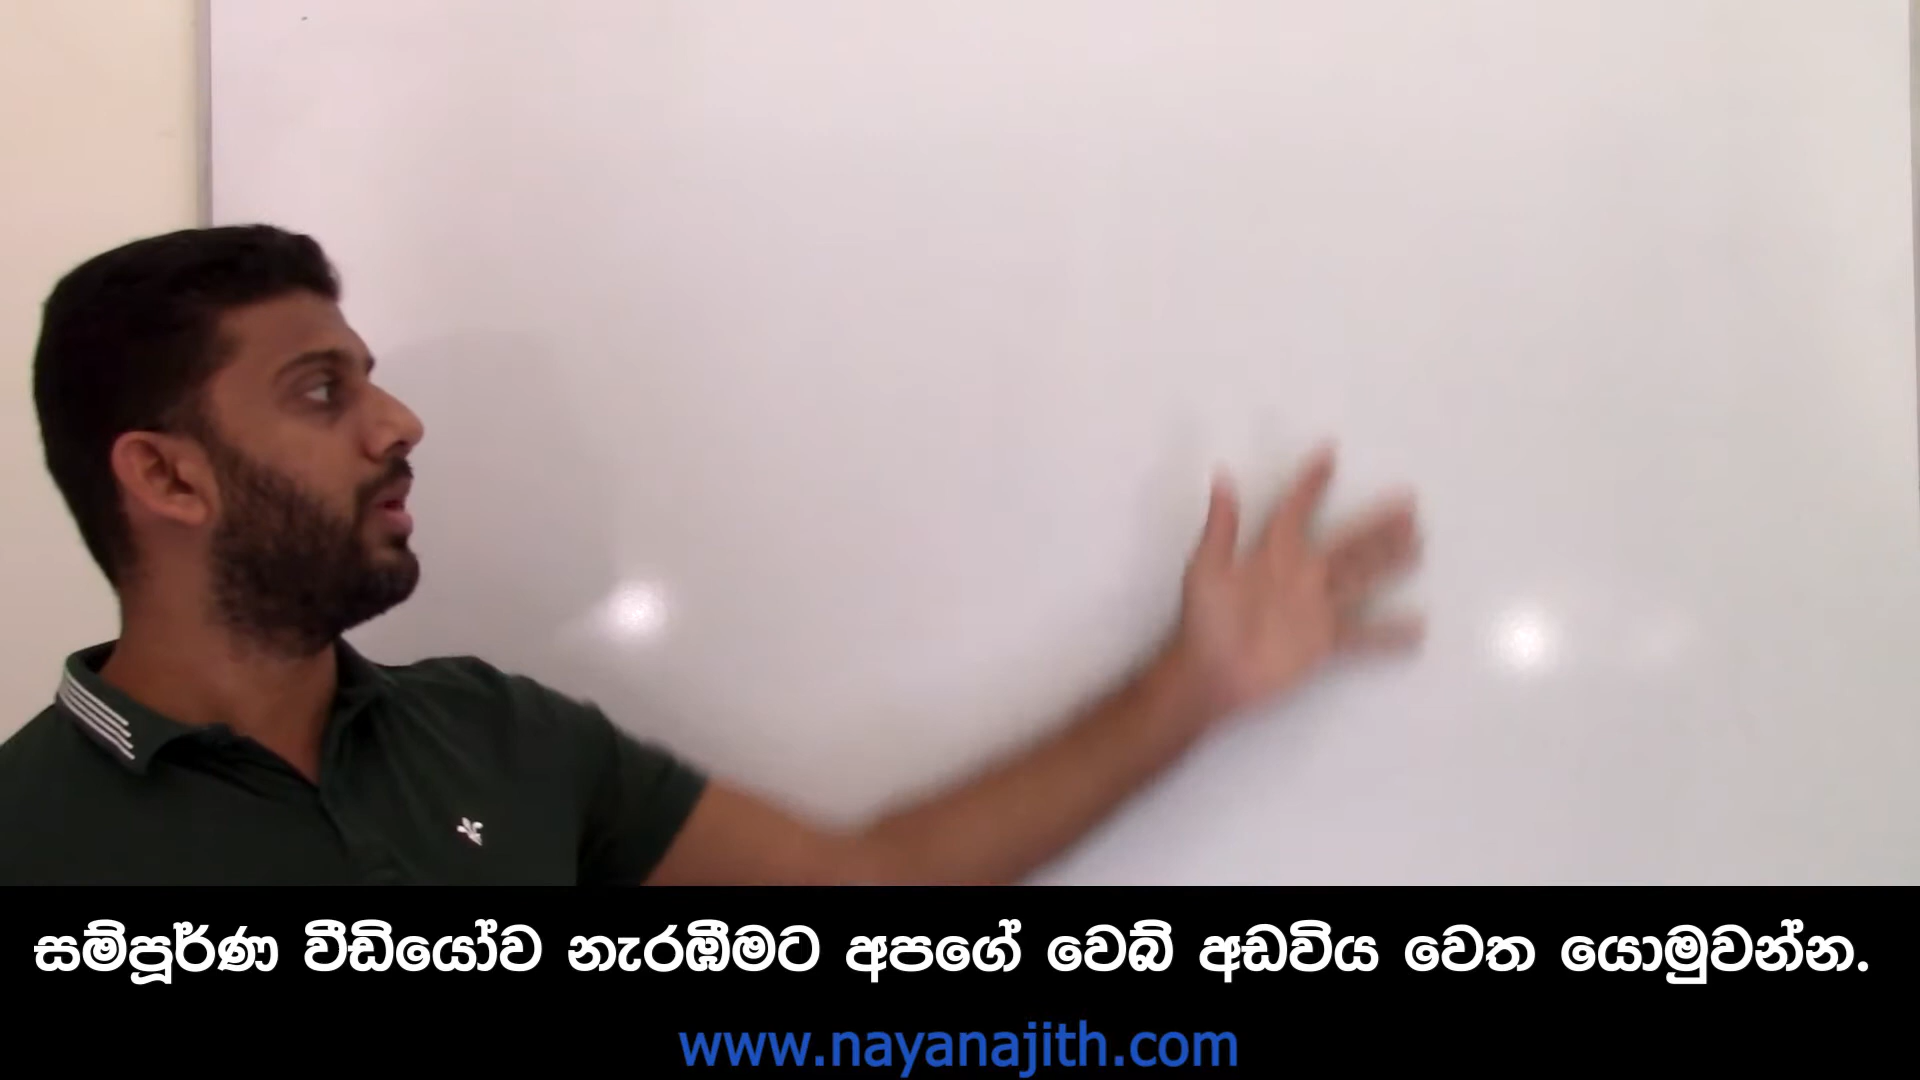 සම්පූර්ණ වීඩියෝව නැරඹීමට අපගේ වෙබ් අඩවිය වෙත යොමුවන්න.
www.nayanajith.com